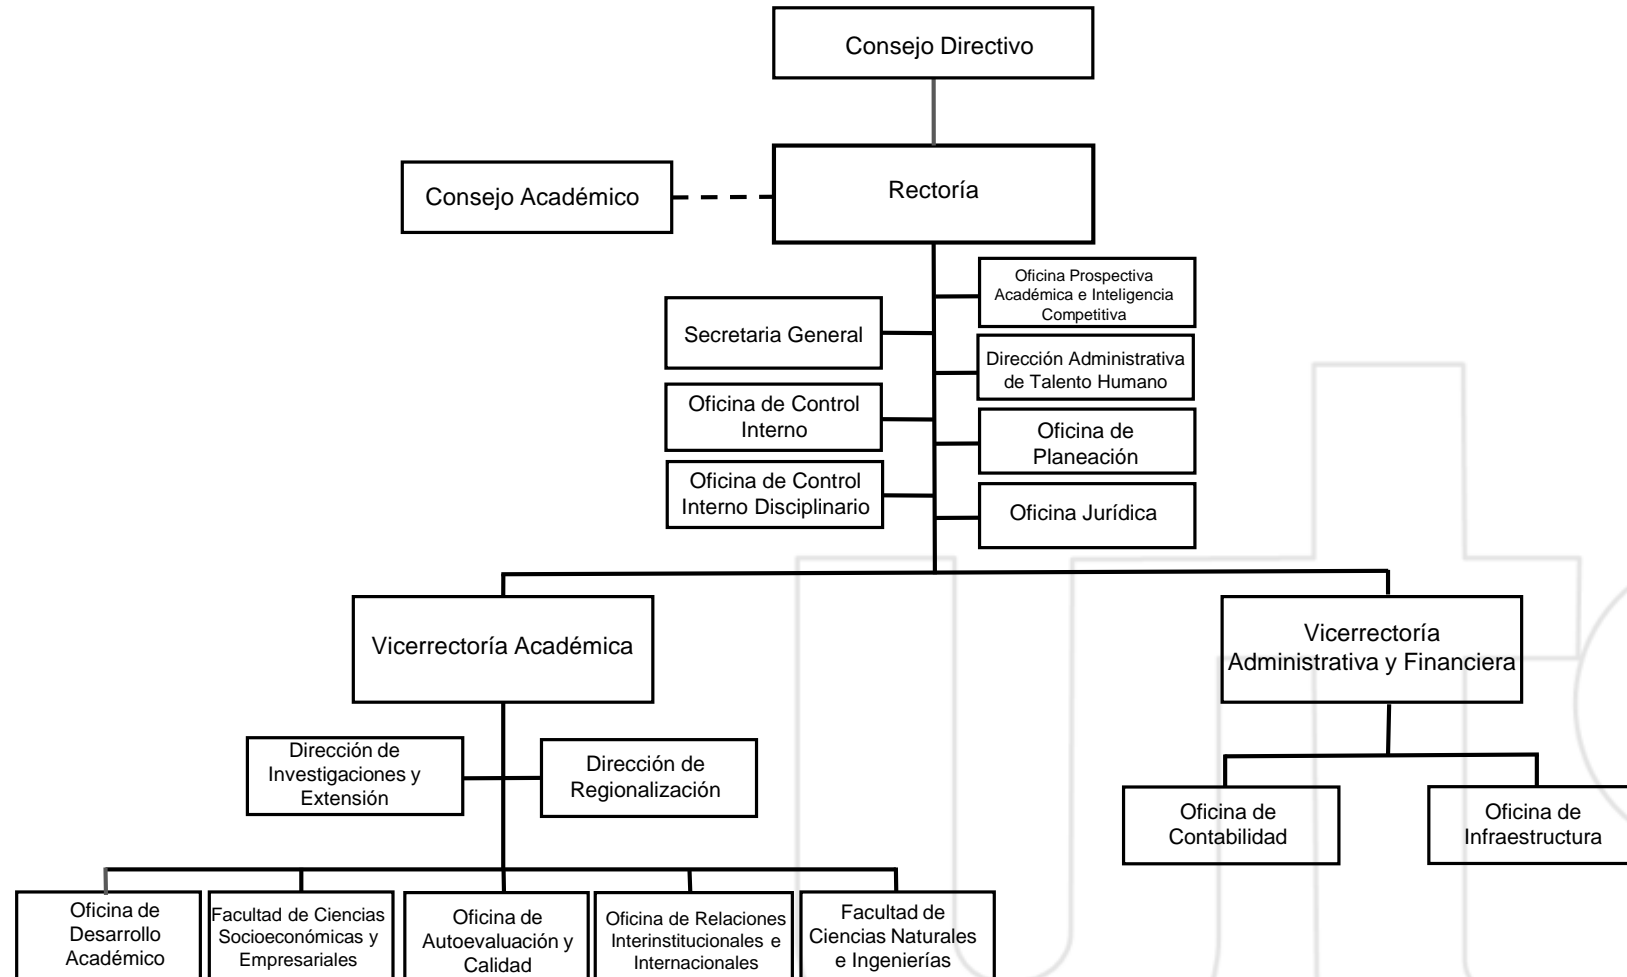 Consejo Directivo
Consejo Académico
Rectoría
Secretaria General
Oficina de Control
Interno
Oficina de Control
Interno Disciplinario
Oficina Prospectiva
Académica e Inteligencia
Competitiva
Dirección Administrativa
de Talento Humano
Oficina de
Planeación
Oficina Jurídica
Vicerrectoría Académica
Vicerrectoría
Administrativa y Financiera
Dirección de
Investigaciones y
Extensión
Dirección de
Regionalización
Oficina de
Contabilidad
Oficina de
Infraestructura
Oficina de
Desarrollo
Académico
Facultad de Ciencias
Socioeconómicas y
Empresariales
Oficina de
Autoevaluación y
Calidad
Oficina de Relaciones
Interinstitucionales e
Internacionales
Facultad de
Ciencias Naturales
e Ingenierías